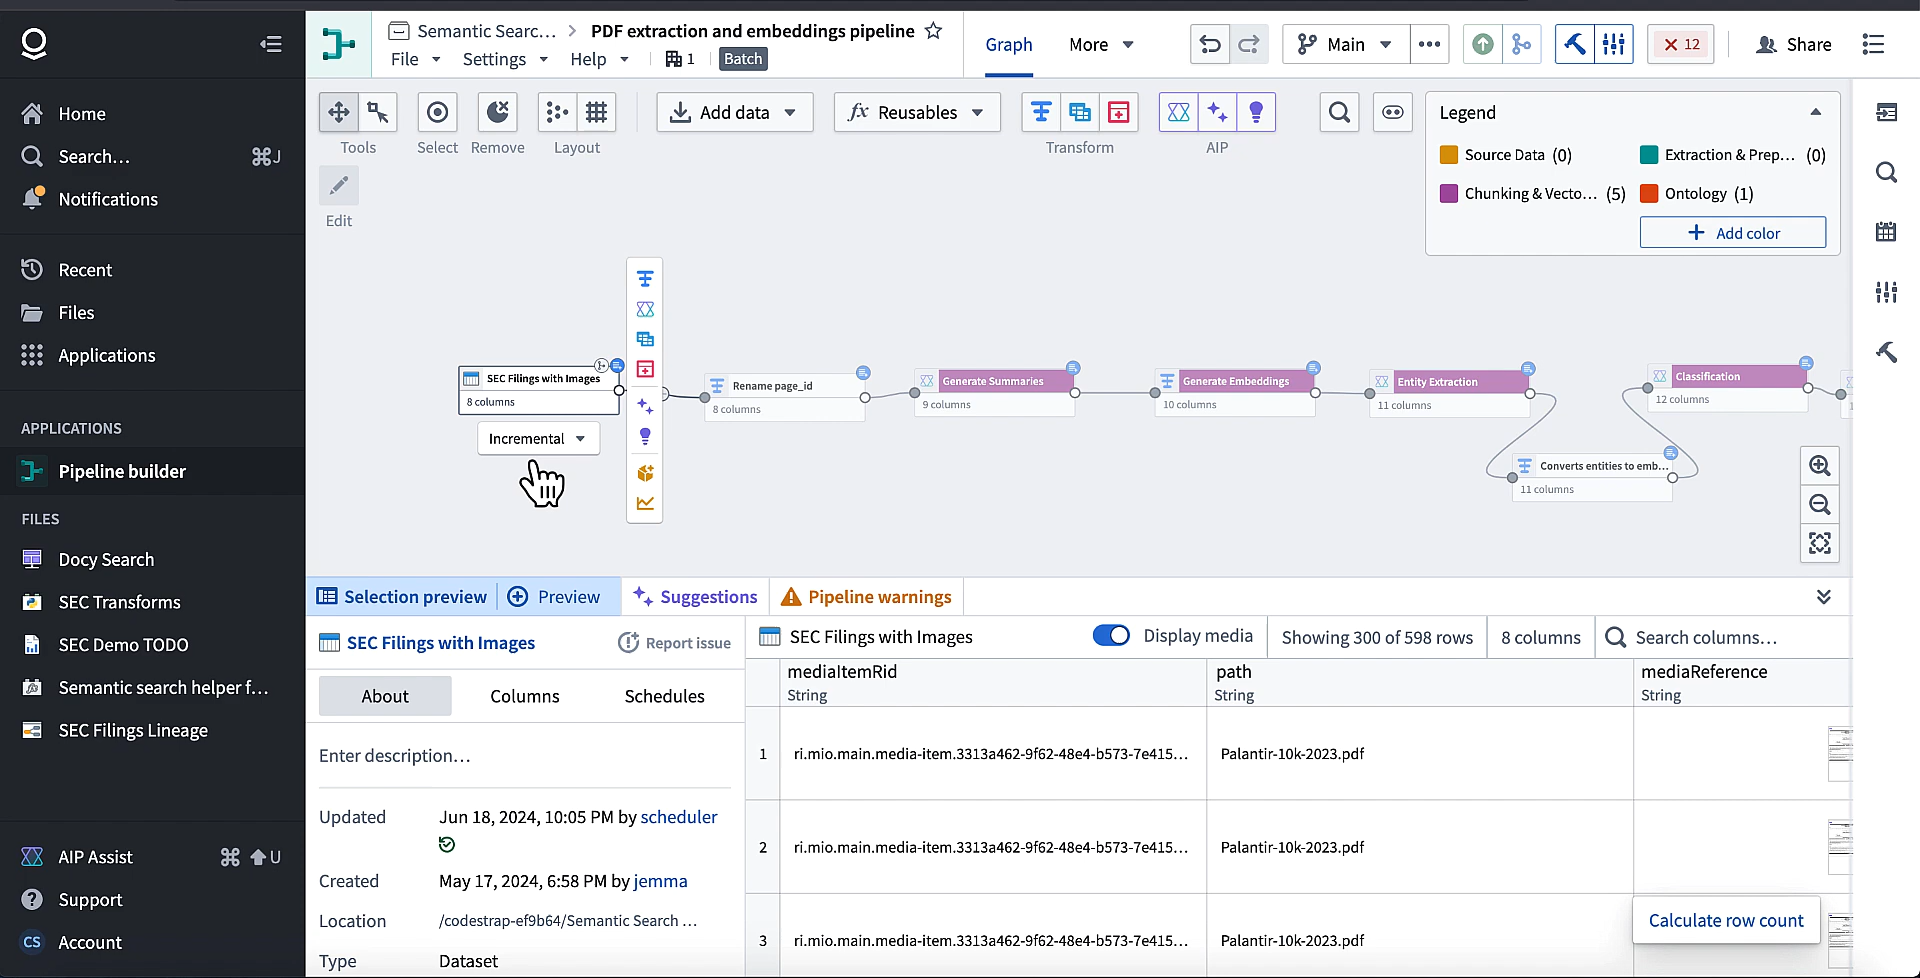 Home
Search…
⌘J
Notifications
Recent
Files
Applications
APPLICATIONS
Pipeline builder
FILES
Docy Search
SEC Transforms
SEC Demo TODO
Semantic search helper f…
SEC Filings Lineage
AIP Assist
⌘ U
Support
CS Account
Semantic Searc… > PDF extraction and embeddings pipeline
File Settings Help 1 Batch
Graph
More
Main
12
Share
Add data
fx Reusables
Tools
Select
Remove
Layout
Transform
AIP
Edit
Legend
Source Data (0)
Extraction & Prep… (0)
Chunking & Vecto… (5)
Ontology (1)
+ Add color
SEC Filings with Images
8 columns
Incremental
Rename page_id
8 columns
Generate Summaries
9 columns
Generate Embeddings
10 columns
Entity Extraction
11 columns
Converts entities to emb…
11 columns
Classification
12 columns
Selection preview
Preview
Suggestions
Pipeline warnings
SEC Filings with Images
Report issue
About
Columns
Schedules
Enter description…
Updated
Jun 18, 2024, 10:05 PM by scheduler
Created
May 17, 2024, 6:58 PM by jemma
Location
/codestrap-ef9b64/Semantic Search …
Type
Dataset
SEC Filings with Images
Display media
Showing 300 of 598 rows
8 columns
Search columns…
mediaItemRid
String
path
String
mediaReference
String
1
ri.mio.main.media-item.3313a462-9f62-48e4-b573-7e415…
Palantir-10k-2023.pdf
2
ri.mio.main.media-item.3313a462-9f62-48e4-b573-7e415…
Palantir-10k-2023.pdf
3
ri.mio.main.media-item.3313a462-9f62-48e4-b573-7e415…
Palantir-10k-2023.pdf
Calculate row count